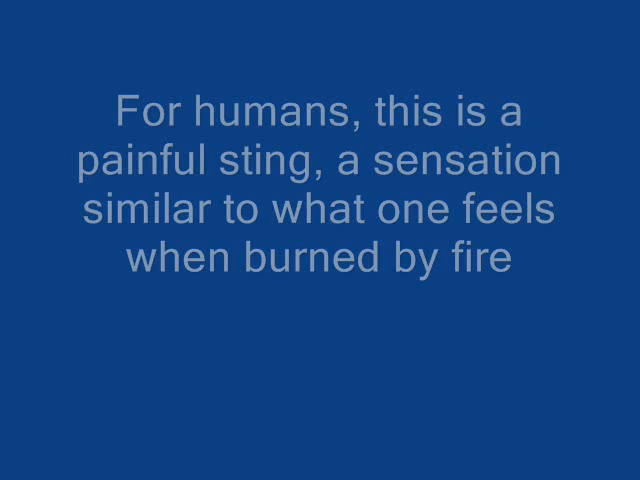 For humans, this is a
painful sting, a sensation
similar to what one feels
when burned by fire